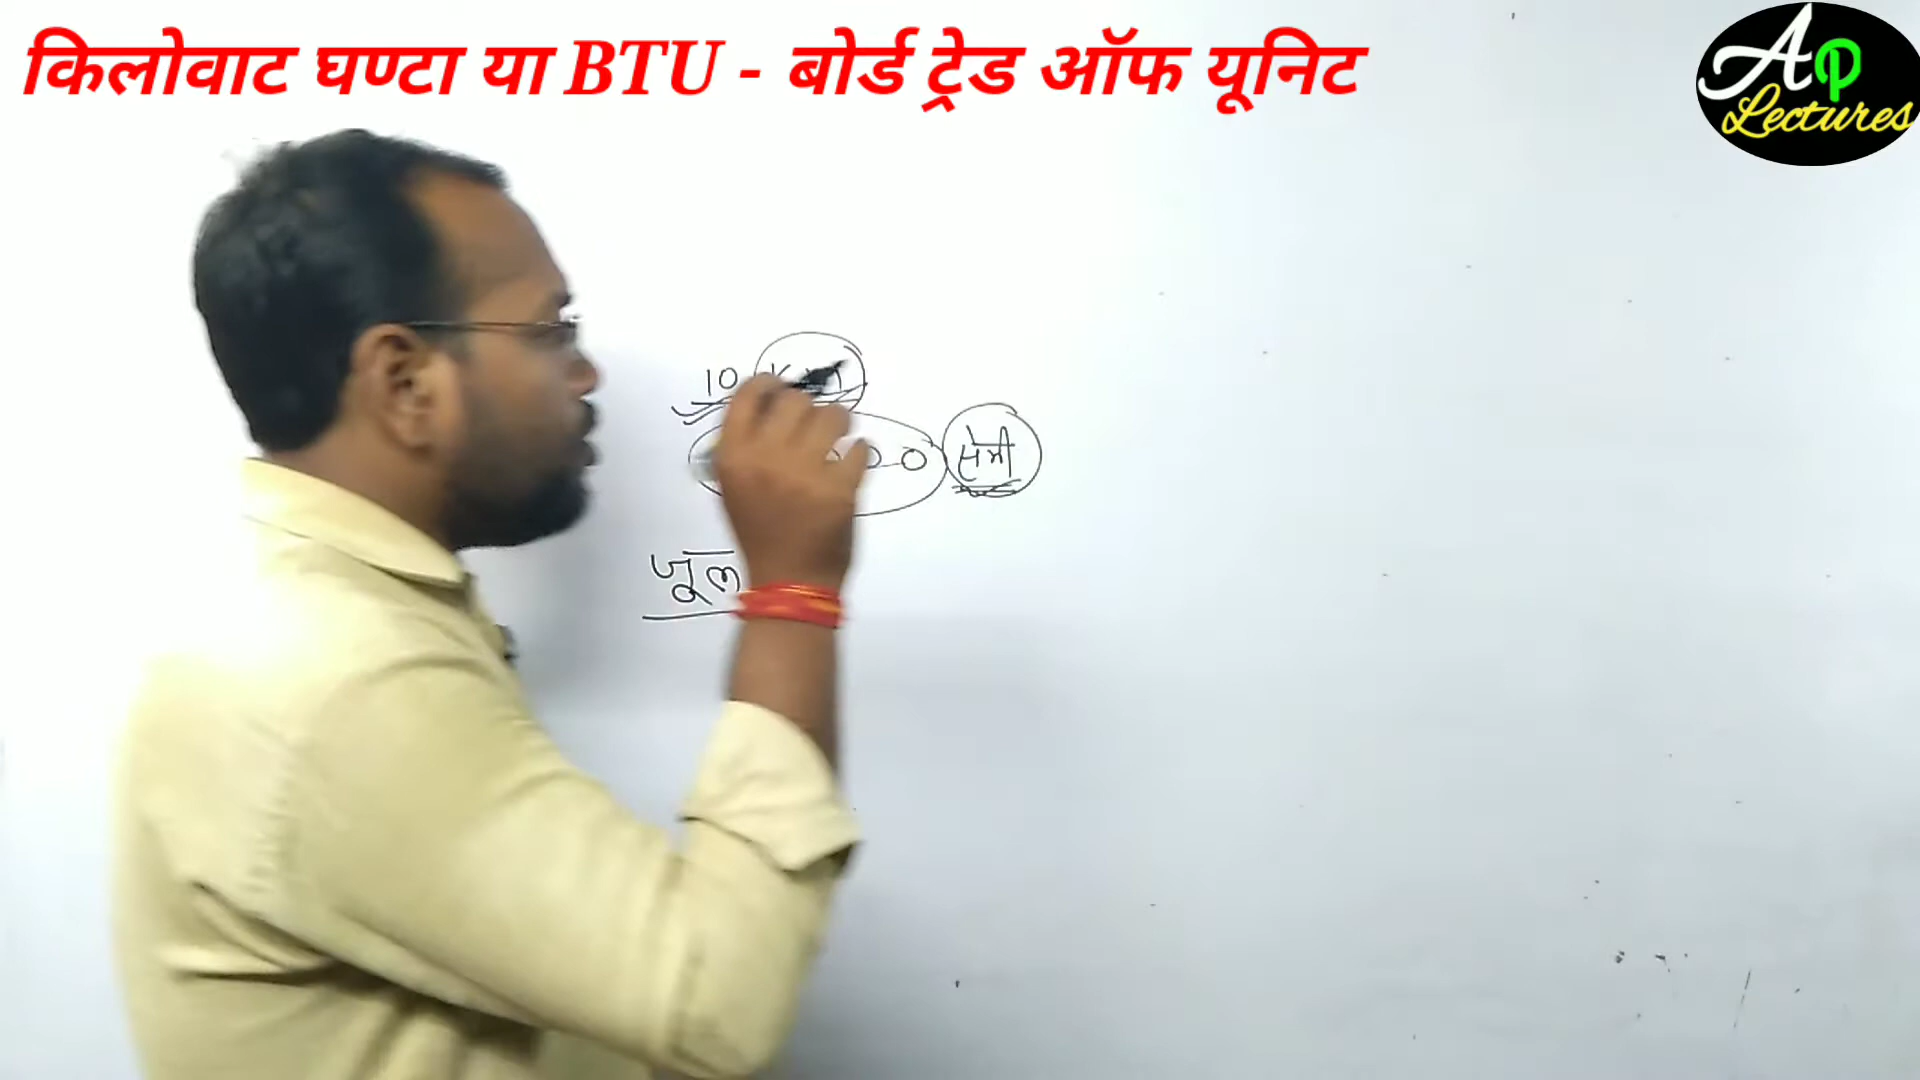 किलोवाट घण्टा या BTU - बोर्ड ट्रेड ऑफ यूनिट
Ap
Lectures
10
सेमी
जूल